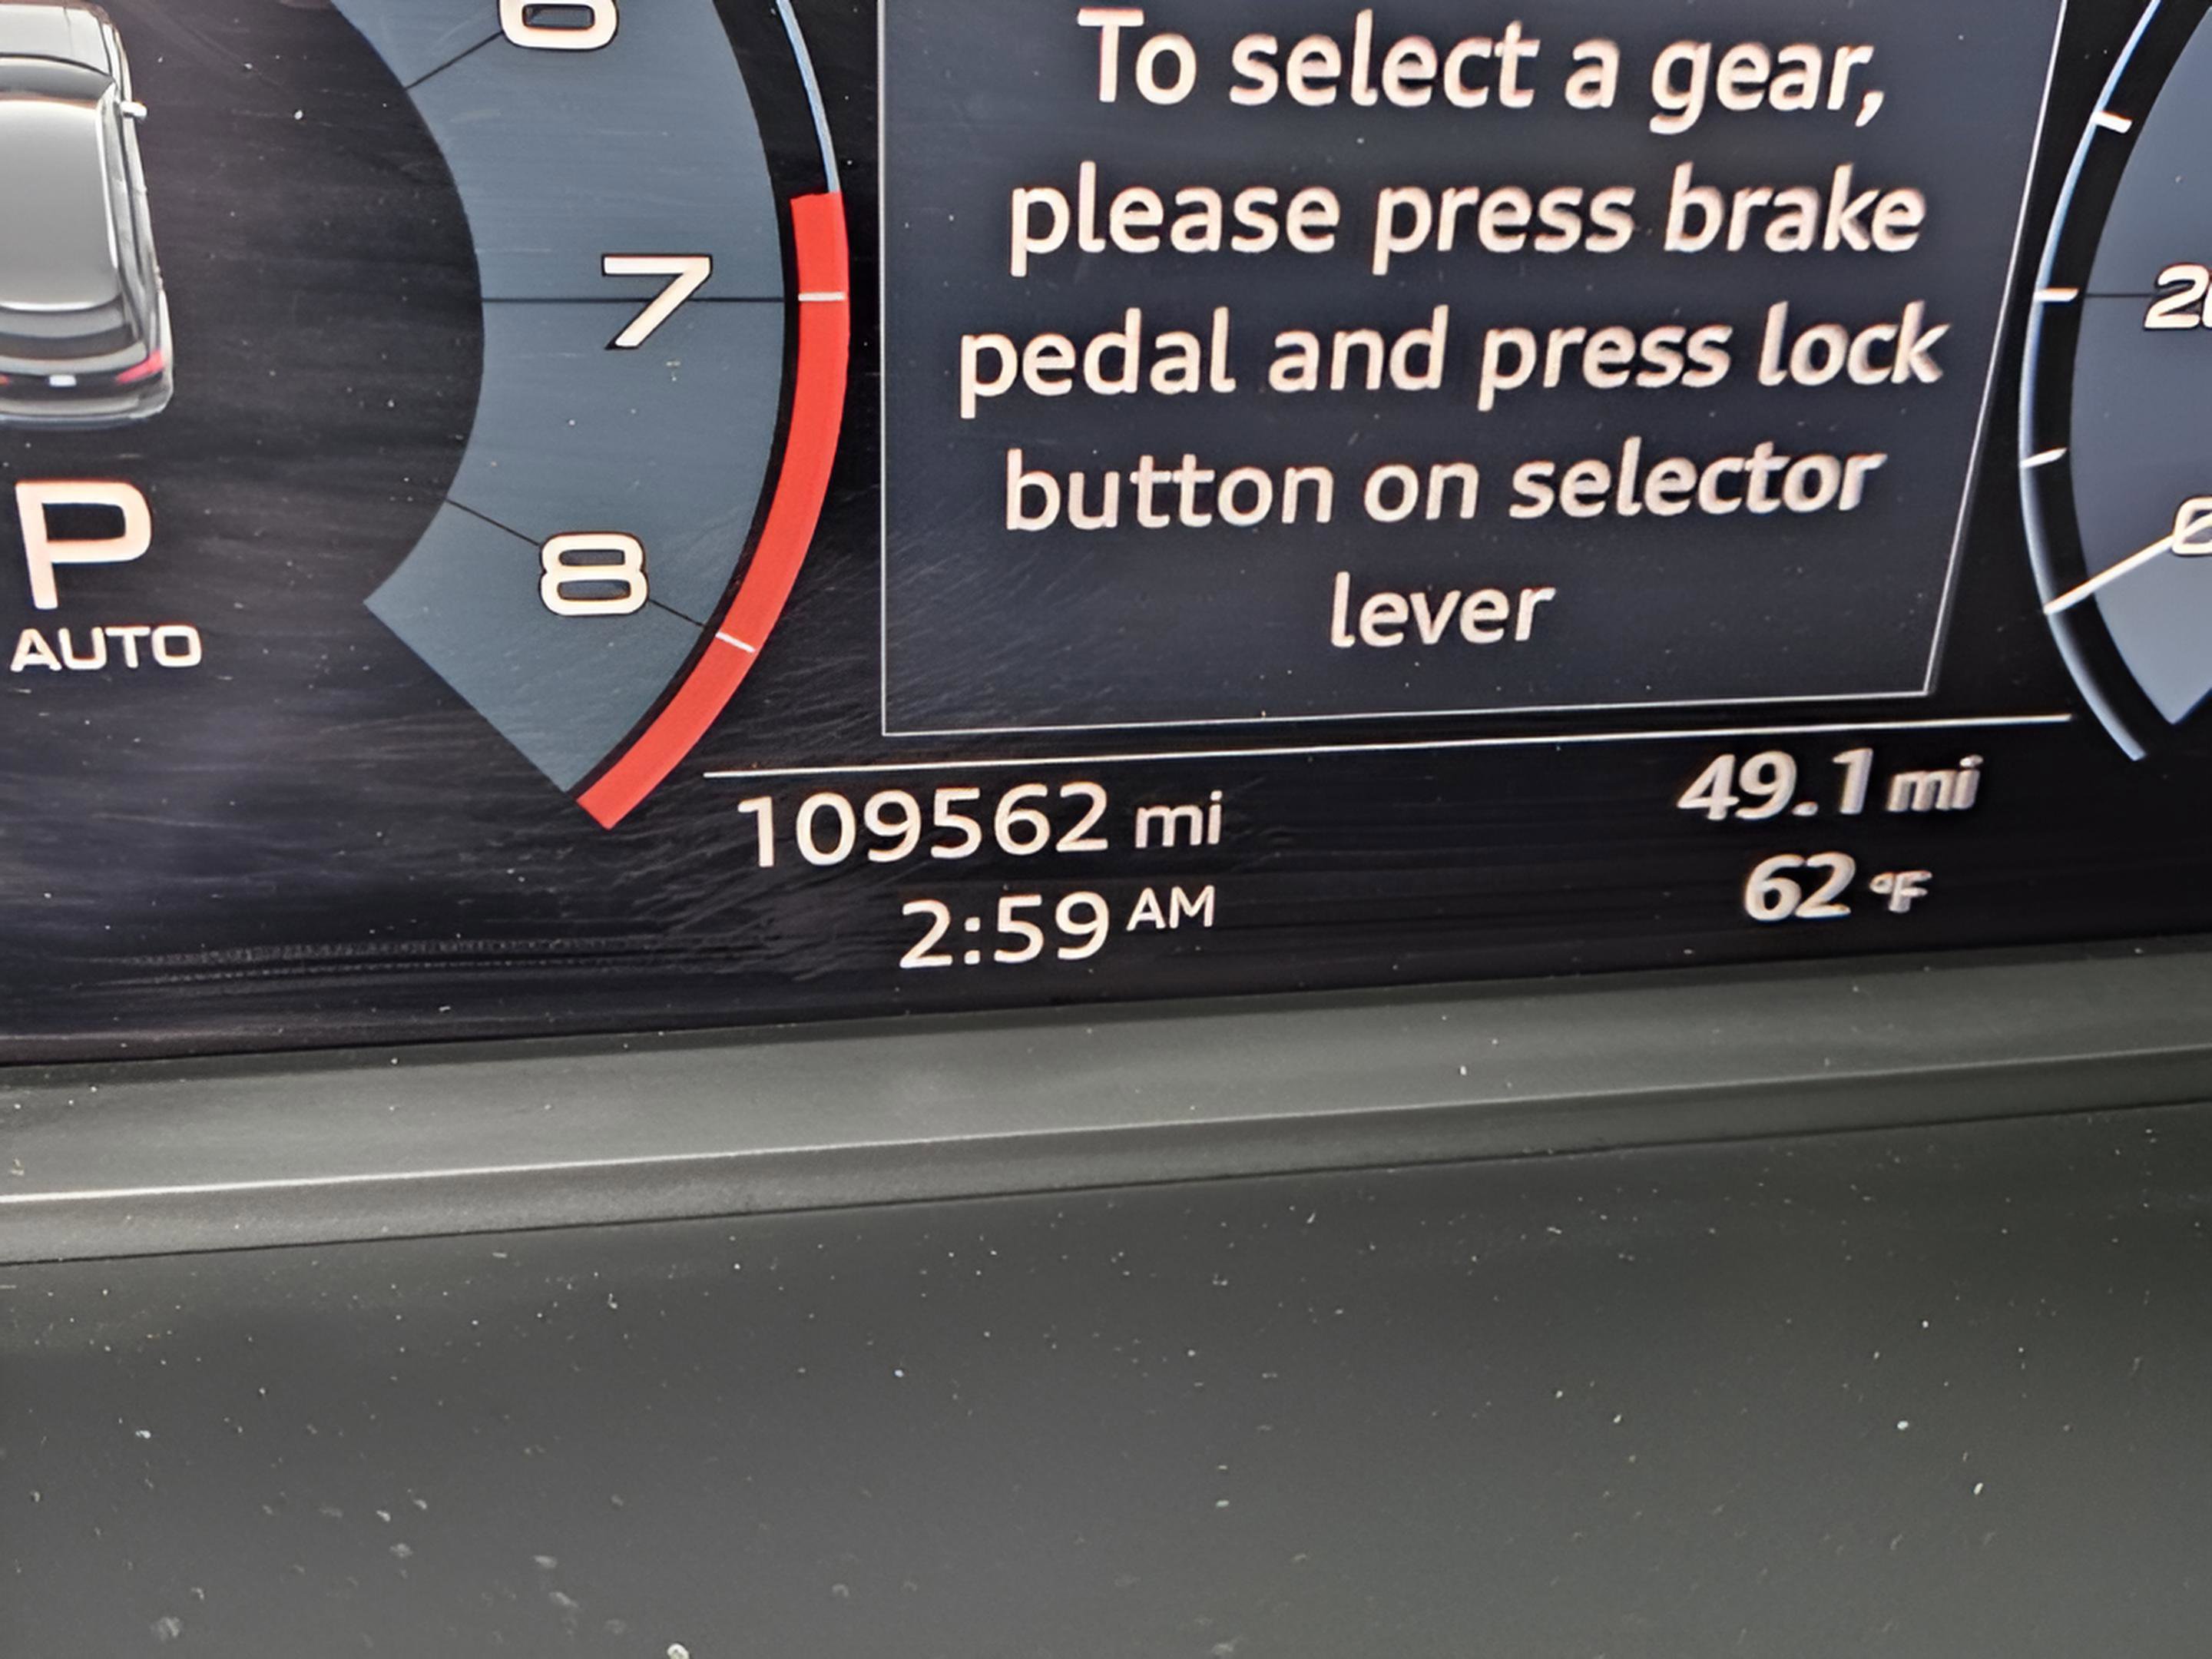 6
7
8
P
AUTO
To select a gear,
please press brake
pedal and press lock
button on selector
lever
109562 mi
2:59 AM
49.1 mi
62 °F